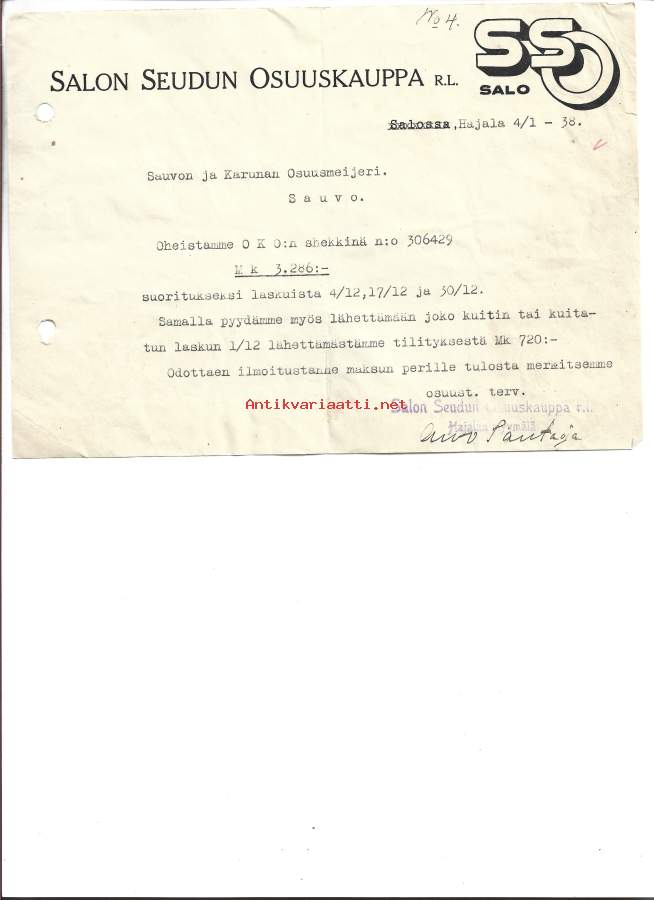 No 4.
SSO
SALO
SALON SEUDUN OSUUSKAUPPA R.L.
Salossa, Hajala 4/1 - 38.
Sauvon ja Karunan Osuusmeijeri.
S a u v o.
Oheistamme O K O:n shekkinä n:o 306429
M k 3.286:-
suoritukseksi laskuista 4/12,17/12 ja 30/12.
Samalla pyydämme myös lähettämään joko kuitin tai kuita-
tun laskun 1/12 lähettämästämme tilityksestä Mk 720:-
Odottaen ilmoitustanne maksun perille tulosta merkitsemme
osuust. terv.
Antikvariaatti.net
Salon Seudun Osuuskauppa r.l.
Hajalan